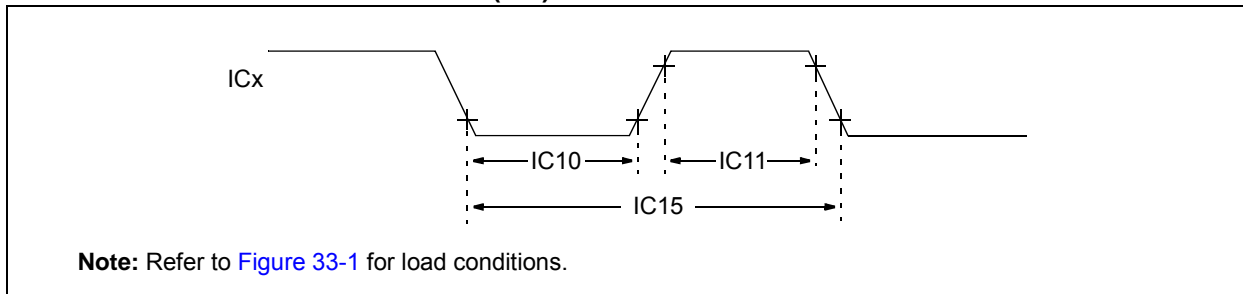 ICx
IC10
IC11
IC15
Note: Refer to Figure 33-1 for load conditions.